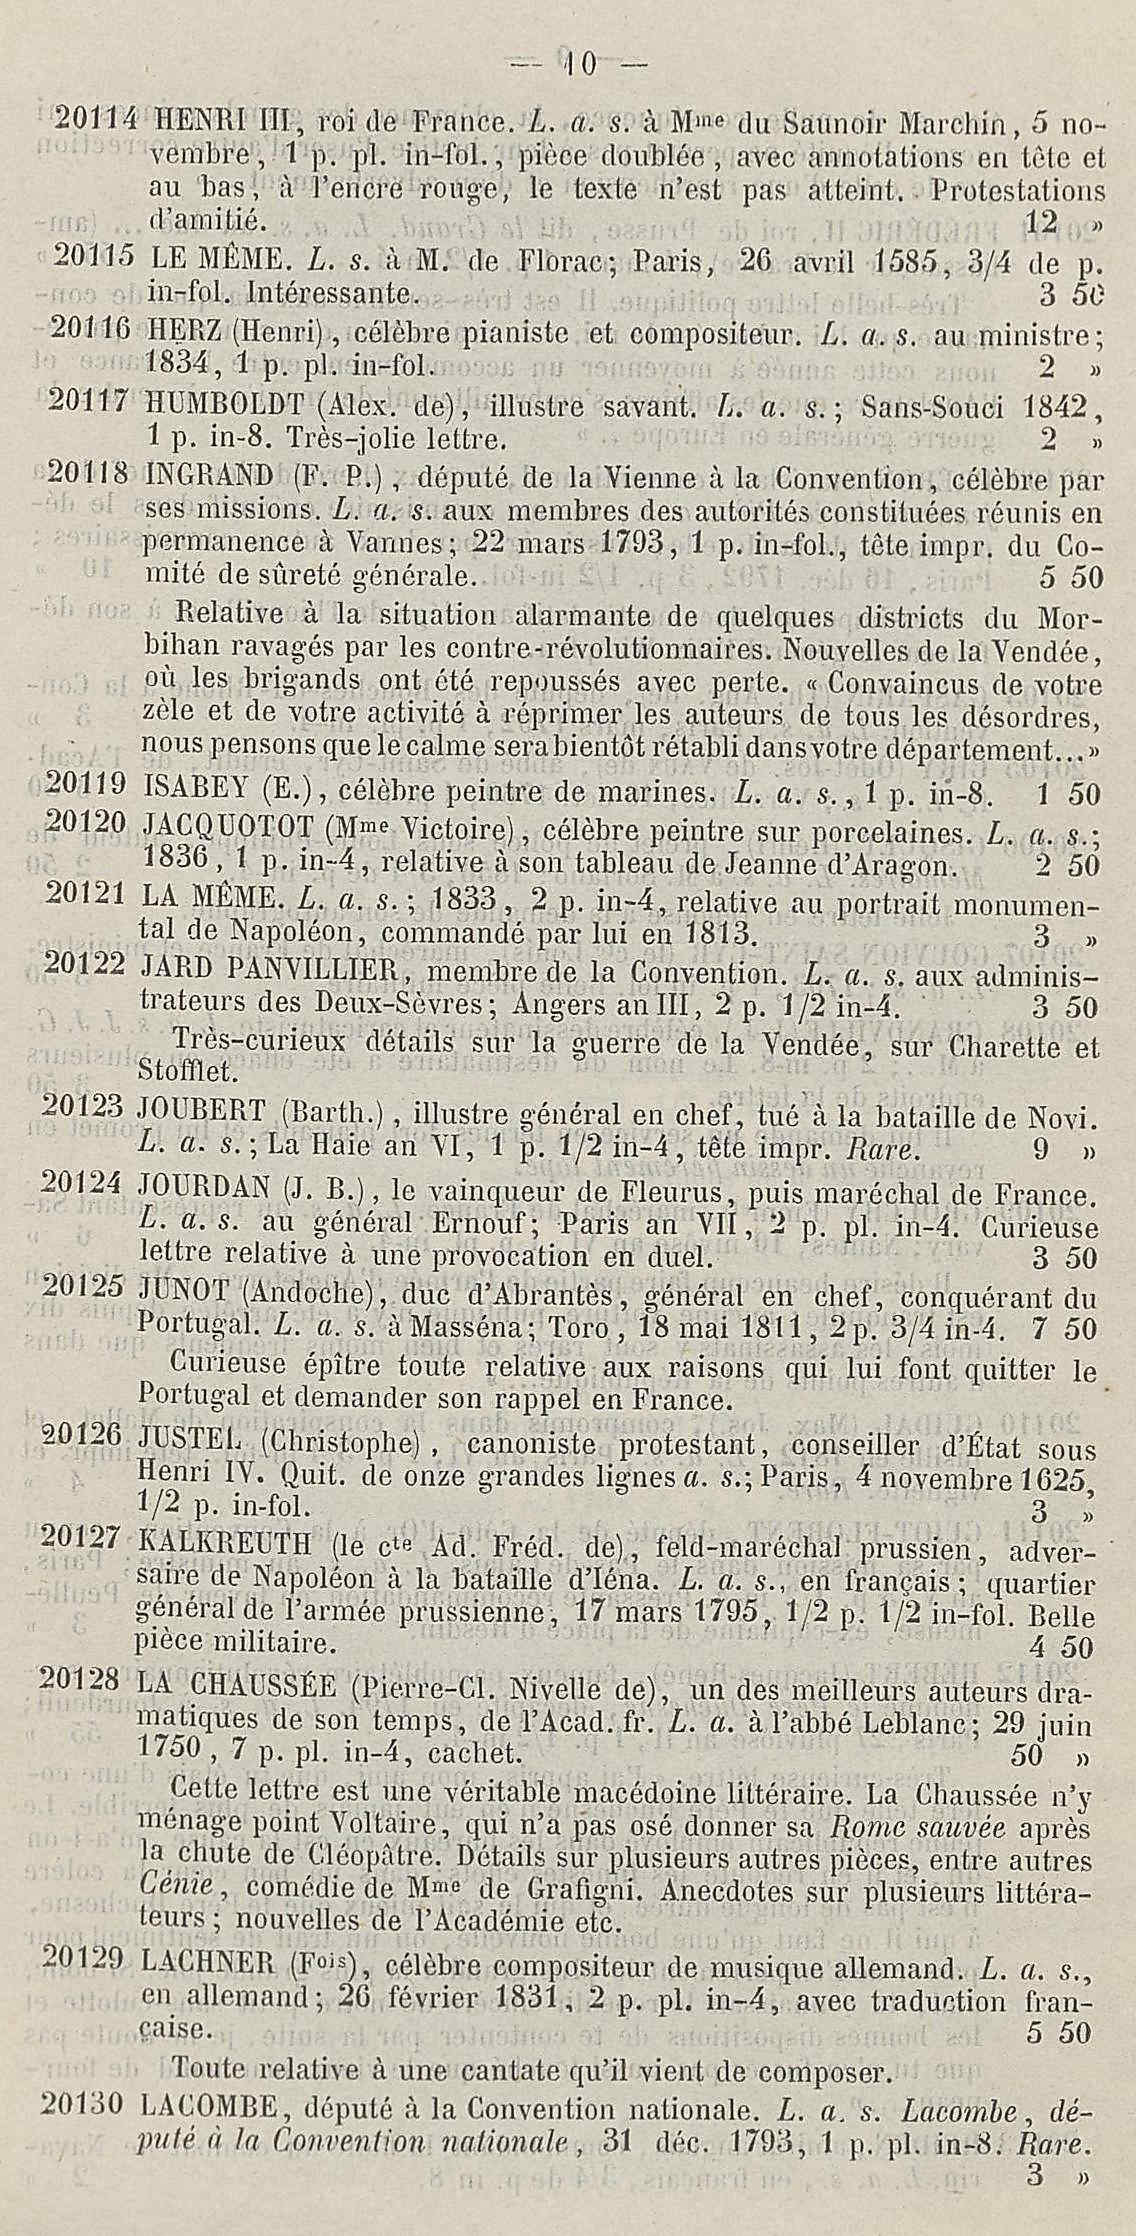 — 10 —
20114 HENRI III, roi de France. L. a. s. à Mme du Saunoir Marchin, 5 no-
vembre, 1 p. pl. in-fol., pièce doublée, avec annotations en tête et
au bas, à l'encre rouge, le texte n'est pas atteint. Protestations
d'amitié. 12 »
20115 LE MÊME. L. s. à M. de Florac; Paris, 26 avril 1585, 3/4 de p.
in-fol. Intéressante. 3 50
20116 HERZ (Henri), célèbre pianiste et compositeur. L. a. s. au ministre;
1834, 1 p. pl. in-fol. 2 »
20117 HUMBOLDT (Alex. de), illustre savant. L. a. s.; Sans-Souci 1842,
1 p. in-8. Très-jolie lettre. 2 »
20118 INGRAND (F. P.), député de la Vienne à la Convention, célèbre par
ses missions. L. a. s. aux membres des autorités constituées réunis en
permanence à Vannes; 22 mars 1793, 1 p. in-fol., tête impr. du Co-
mité de sûreté générale. 5 50
Relative à la situation alarmante de quelques districts du Mor-
bihan ravagés par les contre-révolutionnaires. Nouvelles de la Vendée,
où les brigands ont été repoussés avec perte. « Convaincus de votre
zèle et de votre activité à réprimer les auteurs de tous les désordres,
nous pensons que le calme sera bientôt rétabli dans votre département... »
20119 ISABEY (E.), célèbre peintre de marines. L. a. s., 1 p. in-8. 1 50
20120 JACQUOTOT (Mme Victoire), célèbre peintre sur porcelaines. L. a. s.;
1836, 1 p. in-4, relative à son tableau de Jeanne d'Aragon. 2 50
20121 LA MÊME. L. a. s.; 1833, 2 p. in-4, relative au portrait monumen-
tal de Napoléon, commandé par lui en 1813. 3 »
20122 JARD PANVILLIER, membre de la Convention. L. a. s. aux adminis-
trateurs des Deux-Sèvres; Angers an III, 2 p. 1/2 in-4. 3 50
Très-curieux détails sur la guerre de la Vendée, sur Charette et
Stofflet.
20123 JOUBERT (Barth.), illustre général en chef, tué à la bataille de Novi.
L. a. s.; La Haie an VI, 1 p. 1/2 in-4, tête impr. Rare. 9 »
20124 JOURDAN (J. B.), le vainqueur de Fleurus, puis maréchal de France.
L. a. s. au général Ernouf; Paris an VII, 2 p. pl. in-4. Curieuse
lettre relative à une provocation en duel. 3 50
20125 JUNOT (Andoche), duc d'Abrantès, général en chef, conquérant du
Portugal. L. a. s. à Masséna; Toro, 18 mai 1811, 2 p. 3/4 in-4. 7 50
Curieuse épître toute relative aux raisons qui lui font quitter le
Portugal et demander son rappel en France.
20126 JUSTEL (Christophe), canoniste protestant, conseiller d'État sous
Henri IV. Quit. de onze grandes lignes a. s.; Paris, 4 novembre 1625,
1/2 p. in-fol. 3 »
20127 KALKREUTH (le cte Ad. Fréd. de), feld-maréchal prussien, adver-
saire de Napoléon à la bataille d'Iéna. L. a. s., en français; quartier
général de l'armée prussienne, 17 mars 1795, 1/2 p. 1/2 in-fol. Belle
pièce militaire. 4 50
20128 LA CHAUSSÉE (Pierre-Cl. Nivelle de), un des meilleurs auteurs dra-
matiques de son temps, de l'Acad. fr. L. a. à l'abbé Leblanc; 29 juin
1750, 7 p. pl. in-4, cachet. 50 »
Cette lettre est une véritable macédoine littéraire. La Chaussée n'y
ménage point Voltaire, qui n'a pas osé donner sa Rome sauvée après
la chute de Cléopâtre. Détails sur plusieurs autres pièces, entre autres
Cénie, comédie de Mme de Grafigni. Anecdotes sur plusieurs littéra-
teurs; nouvelles de l'Académie etc.
20129 LACHNER (Fois), célèbre compositeur de musique allemand. L. a. s.,
en allemand; 26 février 1831, 2 p. pl. in-4, avec traduction fran-
çaise. 5 50
Toute relative à une cantate qu'il vient de composer.
20130 LACOMBE, député à la Convention nationale. L. a. s. Lacombe, dé-
puté à la Convention nationale, 31 déc. 1793, 1 p. pl. in-8. Rare.
3 »